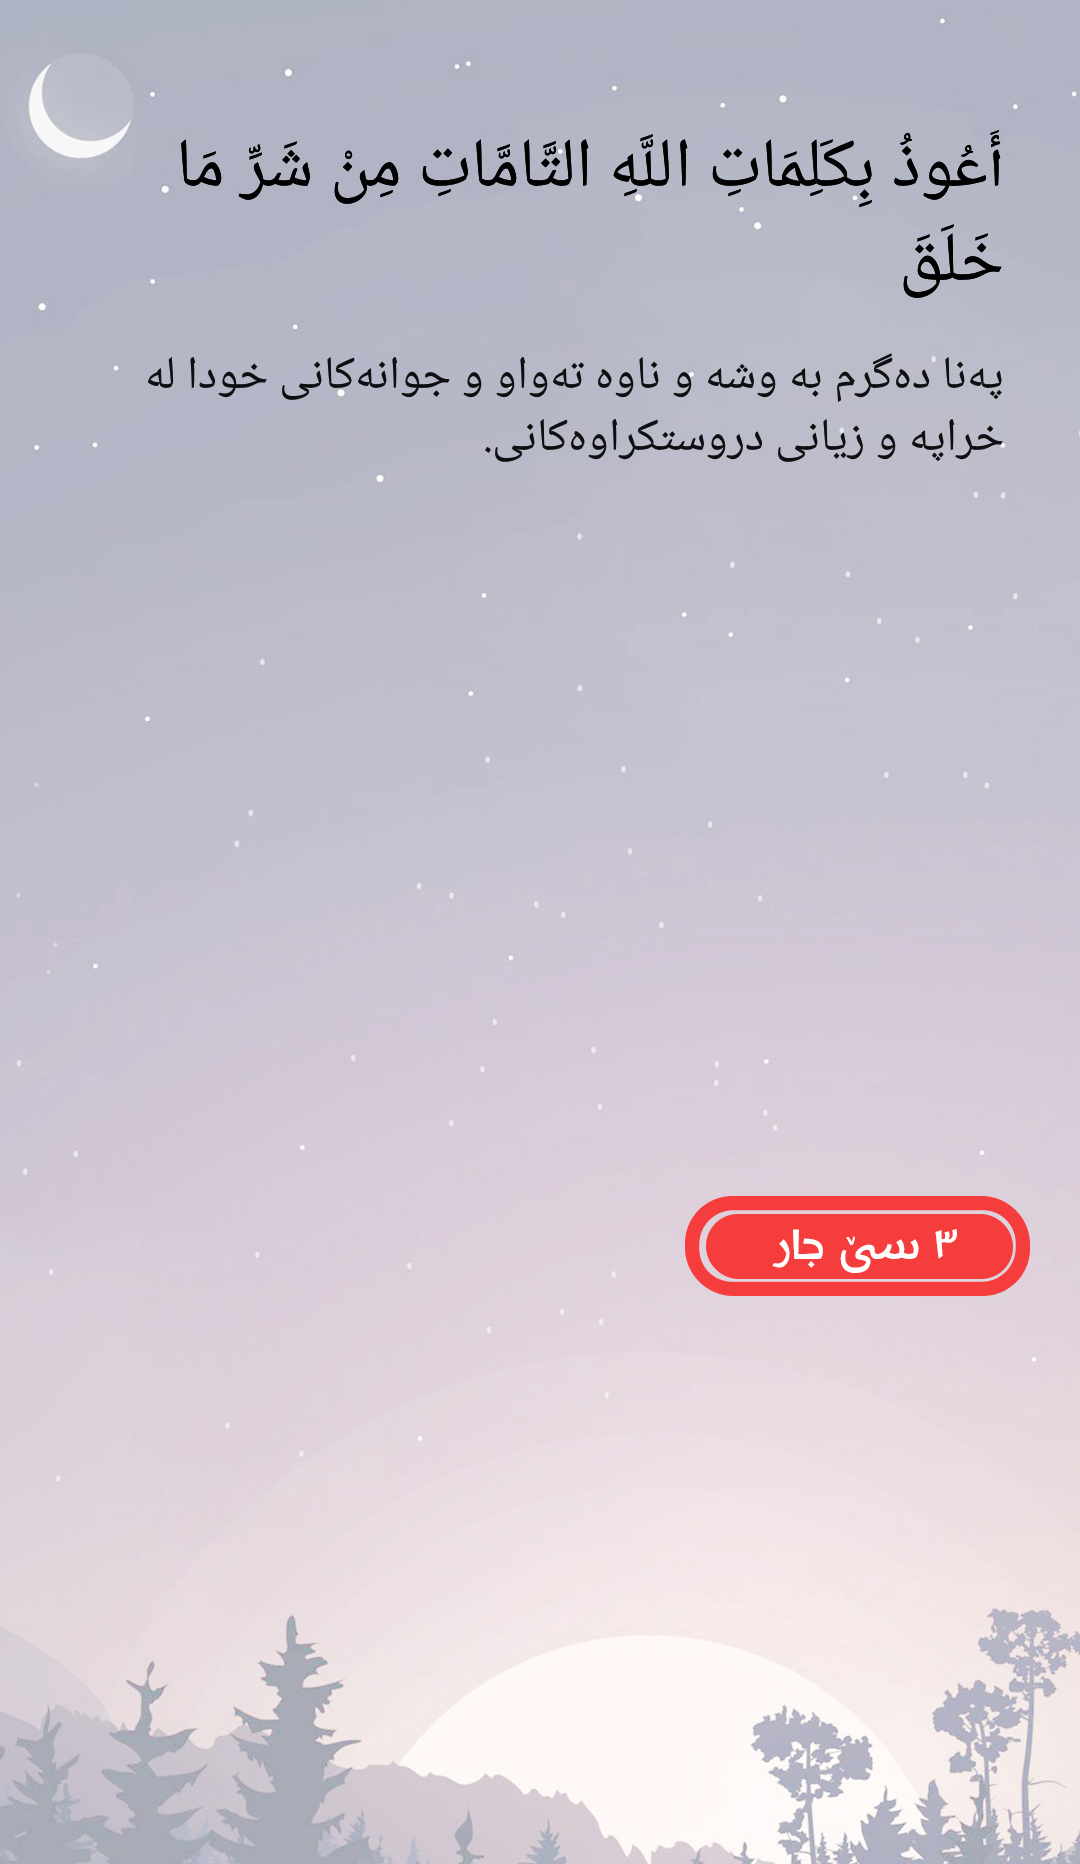 أَعُوذُ بِكَلِمَاتِ اللَّهِ التَّامَّاتِ مِنْ شَرِّ مَا
خَلَقَ
پەنا دەگرم بە وشە و ناوە تەواو و جوانەکانی خودا لە
خراپە و زیانی دروستکراوەکانی.
٣ سێ جار